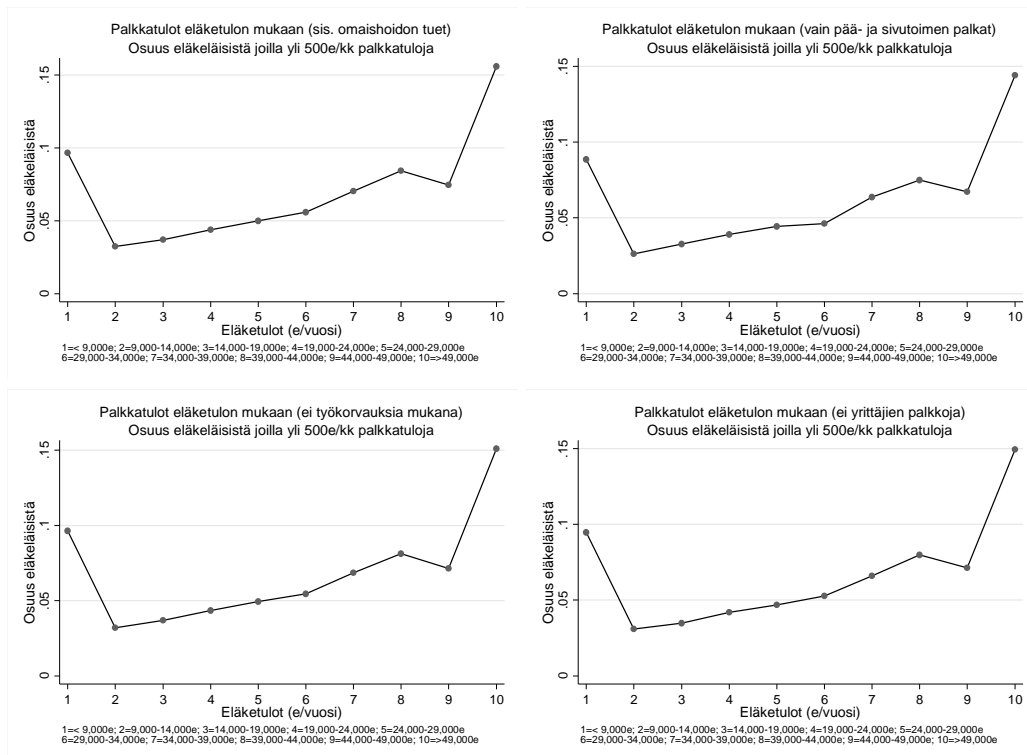 Palkkatulot eläketulon mukaan (sis. omaishoidon tuet)
Osuus eläkeläisistä joilla yli 500e/kk palkkatuloja
Osuus eläkeläisistä
.15
.1
.05
0
1 2 3 4 5 6 7 8 9 10
Eläketulot (e/vuosi)
1=< 9,000e; 2=9,000-14,000e; 3=14,000-19,000e; 4=19,000-24,000e; 5=24,000-29,000e
6=29,000-34,000e; 7=34,000-39,000e; 8=39,000-44,000e; 9=44,000-49,000e; 10=>49,000e
Palkkatulot eläketulon mukaan (vain pää- ja sivutoimen palkat)
Osuus eläkeläisistä joilla yli 500e/kk palkkatuloja
Osuus eläkeläisistä
.15
.1
.05
0
1 2 3 4 5 6 7 8 9 10
Eläketulot (e/vuosi)
1=< 9,000e; 2=9,000-14,000e; 3=14,000-19,000e; 4=19,000-24,000e; 5=24,000-29,000e
6=29,000-34,000e; 7=34,000-39,000e; 8=39,000-44,000e; 9=44,000-49,000e; 10=>49,000e
Palkkatulot eläketulon mukaan (ei työkorvauksia mukana)
Osuus eläkeläisistä joilla yli 500e/kk palkkatuloja
Osuus eläkeläisistä
.15
.1
.05
0
1 2 3 4 5 6 7 8 9 10
Eläketulot (e/vuosi)
1=< 9,000e; 2=9,000-14,000e; 3=14,000-19,000e; 4=19,000-24,000e; 5=24,000-29,000e
6=29,000-34,000e; 7=34,000-39,000e; 8=39,000-44,000e; 9=44,000-49,000e; 10=>49,000e
Palkkatulot eläketulon mukaan (ei yrittäjien palkkoja)
Osuus eläkeläisistä joilla yli 500e/kk palkkatuloja
Osuus eläkeläisistä
.15
.1
.05
0
1 2 3 4 5 6 7 8 9 10
Eläketulot (e/vuosi)
1=< 9,000e; 2=9,000-14,000e; 3=14,000-19,000e; 4=19,000-24,000e; 5=24,000-29,000e
6=29,000-34,000e; 7=34,000-39,000e; 8=39,000-44,000e; 9=44,000-49,000e; 10=>49,000e